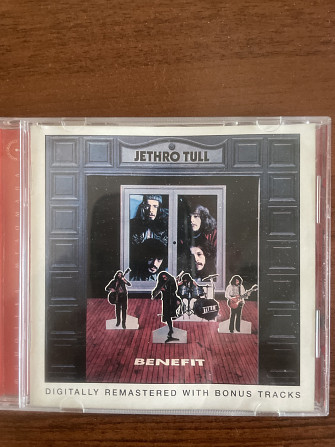 JETHRO TULL
BENEFIT
DIGITALLY REMASTERED WITH BONUS TRACKS